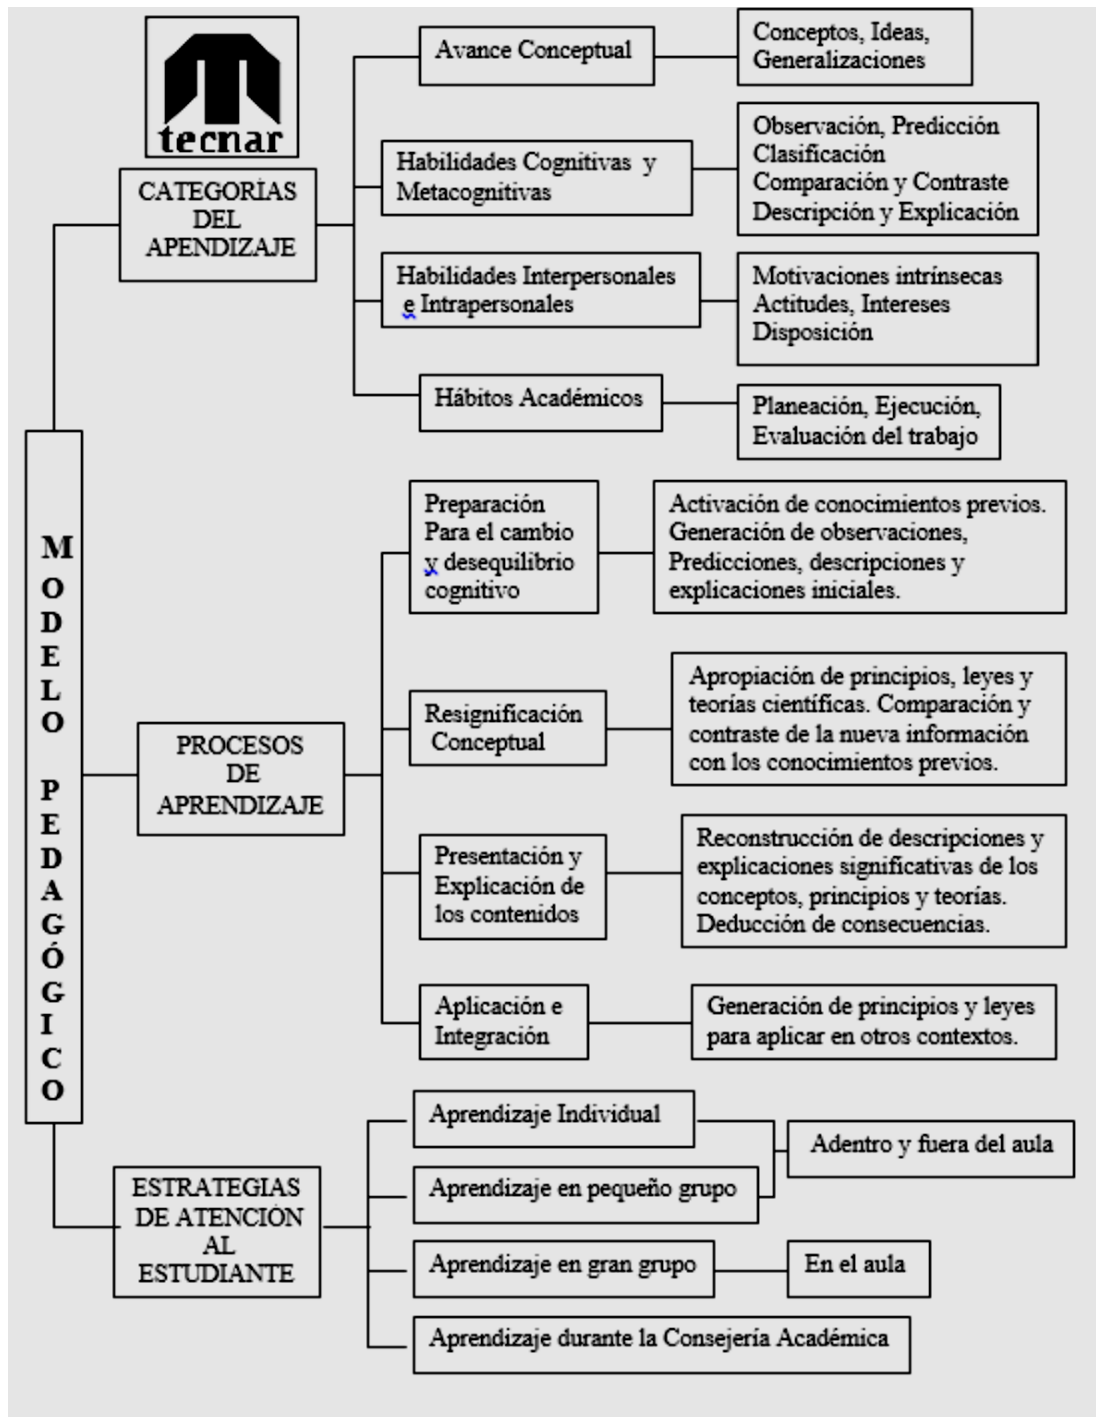 tecnar
CATEGORÍAS
DEL
APENDIZAJE
Avance Conceptual
Conceptos, Ideas,
Generalizaciones
Habilidades Cognitivas y
Metacognitivas
Observación, Predicción
Clasificación
Comparación y Contraste
Descripción y Explicación
Habilidades Interpersonales
e Intrapersonales
Motivaciones intrínsecas
Actitudes, Intereses
Disposición
Hábitos Académicos
Planeación, Ejecución,
Evaluación del trabajo
MODELO PEDAGÓGICO
PROCESOS
DE
APRENDIZAJE
Preparación
Para el cambio
y desequilibrio
cognitivo
Activación de conocimientos previos.
Generación de observaciones,
Predicciones, descripciones y
explicaciones iniciales.
Resignificación
Conceptual
Apropiación de principios, leyes y
teorías científicas. Comparación y
contraste de la nueva información
con los conocimientos previos.
Presentación y
Explicación de
los contenidos
Reconstrucción de descripciones y
explicaciones significativas de los
conceptos, principios y teorías.
Deducción de consecuencias.
Aplicación e
Integración
Generación de principios y leyes
para aplicar en otros contextos.
ESTRATEGIAS
DE ATENCIÓN
AL
ESTUDIANTE
Aprendizaje Individual
Aprendizaje en pequeño grupo
Adentro y fuera del aula
Aprendizaje en gran grupo
En el aula
Aprendizaje durante la Consejería Académica